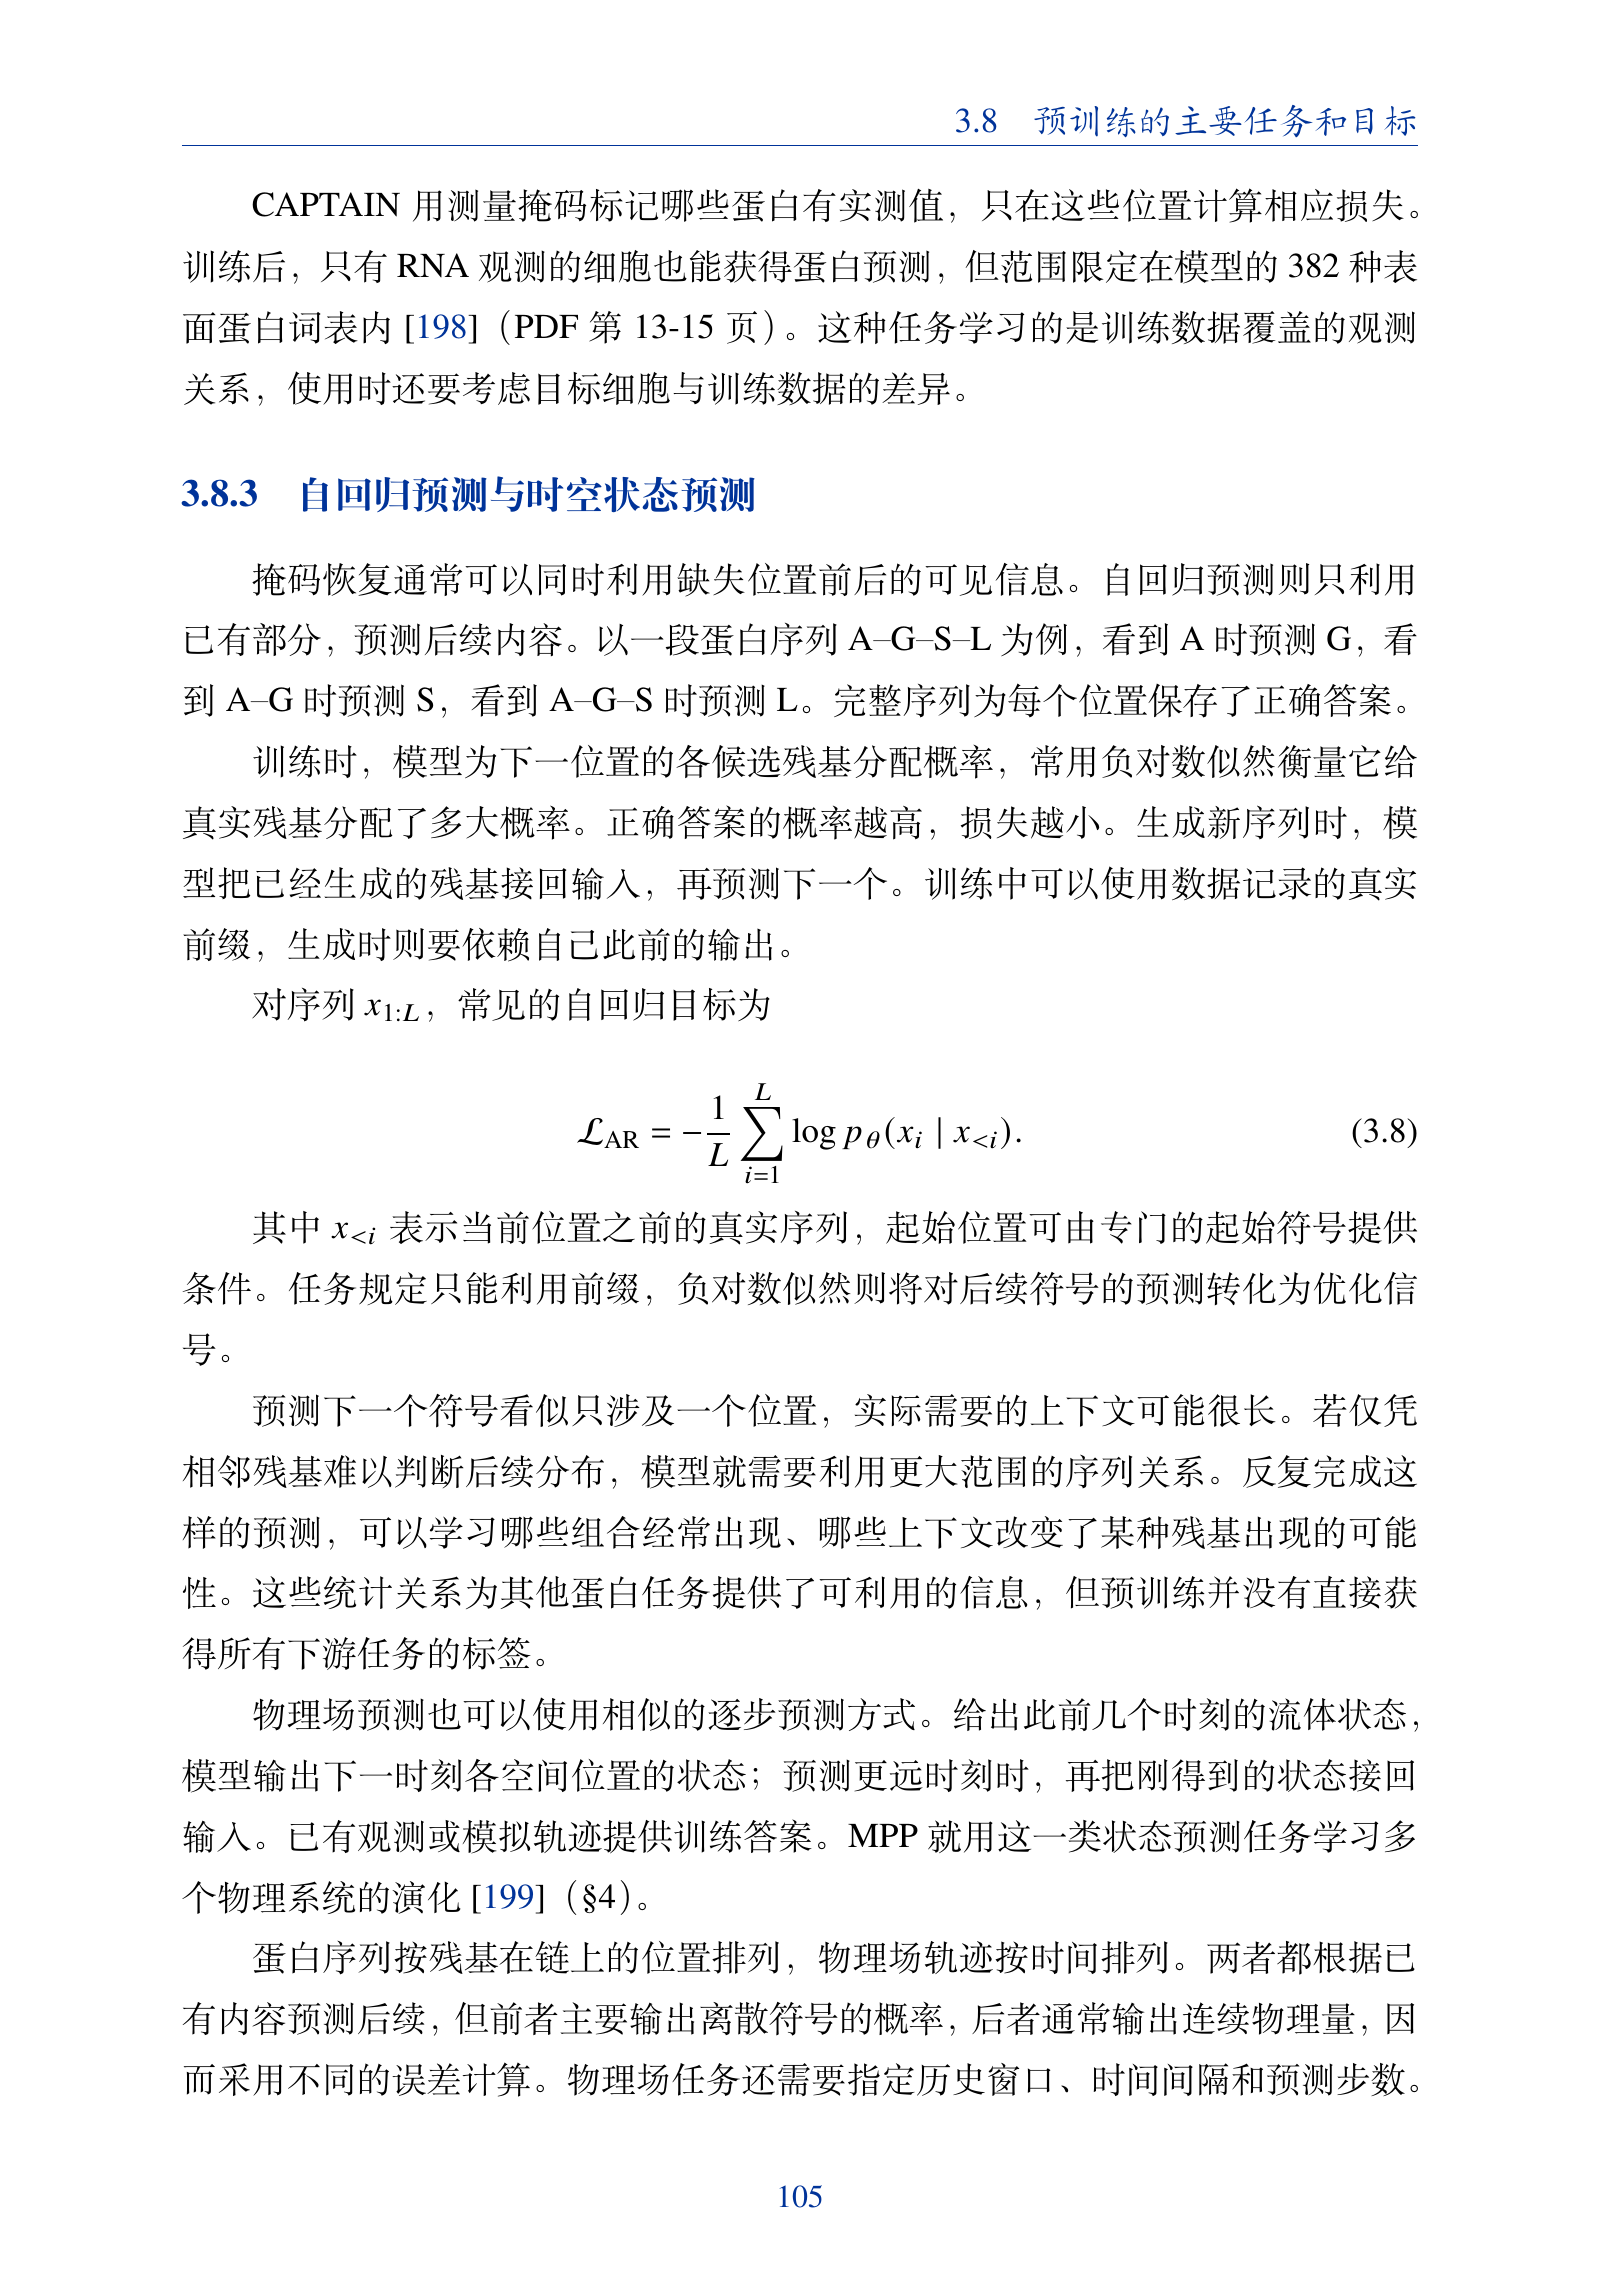 3.8 预训练的主要任务和目标
CAPTAIN 用测量掩码标记哪些蛋白有实测值，只在这些位置计算相应损失。
训练后，只有 RNA 观测的细胞也能获得蛋白预测，但范围限定在模型的 382 种表
面蛋白词表内 [198]（PDF 第 13-15 页）。这种任务学习的是训练数据覆盖的观测
关系，使用时还要考虑目标细胞与训练数据的差异。
3.8.3 自回归预测与时空状态预测
掩码恢复通常可以同时利用缺失位置前后的可见信息。自回归预测则只利用
已有部分，预测后续内容。以一段蛋白序列 A–G–S–L 为例，看到 A 时预测 G，看
到 A–G 时预测 S，看到 A–G–S 时预测 L。完整序列为每个位置保存了正确答案。
训练时，模型为下一位置的各候选残基分配概率，常用负对数似然衡量它给
真实残基分配了多大概率。正确答案的概率越高，损失越小。生成新序列时，模
型把已经生成的残基接回输入，再预测下一个。训练中可以使用数据记录的真实
前缀，生成时则要依赖自己此前的输出。
对序列 $x_{1:L}$，常见的自回归目标为
$\mathcal{L}_{\mathrm{AR}} = -\frac{1}{L} \sum_{i=1}^{L} \log p_\theta(x_i \mid x_{<i}).$ (3.8)
其中 $x_{<i}$ 表示当前位置之前的真实序列，起始位置可由专门的起始符号提供
条件。任务规定只能利用前缀，负对数似然则将对后续符号的预测转化为优化信
号。
预测下一个符号看似只涉及一个位置，实际需要的上下文可能很长。若仅凭
相邻残基难以判断后续分布，模型就需要利用更大范围的序列关系。反复完成这
样的预测，可以学习哪些组合经常出现、哪些上下文改变了某种残基出现的可能
性。这些统计关系为其他蛋白任务提供了可利用的信息，但预训练并没有直接获
得所有下游任务的标签。
物理场预测也可以使用相似的逐步预测方式。给出此前几个时刻的流体状态，
模型输出下一时刻各空间位置的状态；预测更远时刻时，再把刚得到的状态接回
输入。已有观测或模拟轨迹提供训练答案。MPP 就用这一类状态预测任务学习多
个物理系统的演化 [199]（§4）。
蛋白序列按残基在链上的位置排列，物理场轨迹按时间排列。两者都根据已
有内容预测后续，但前者主要输出离散符号的概率，后者通常输出连续物理量，因
而采用不同的误差计算。物理场任务还需要指定历史窗口、时间间隔和预测步数。
105